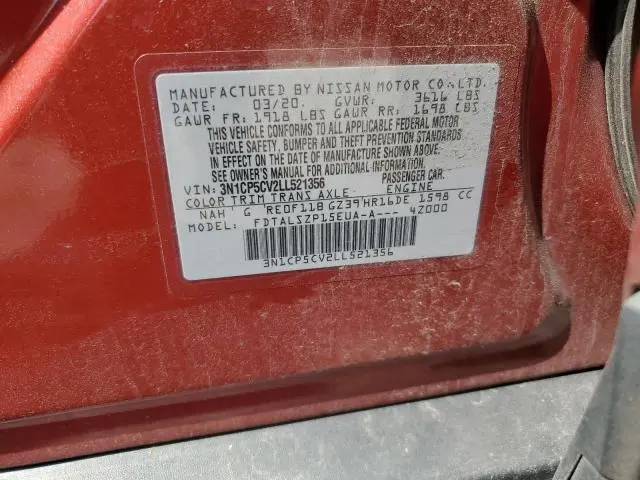 MANUFACTURED BY NISSAN MOTOR CO.,LTD.
DATE: 03/20 GVWR: 3616 LBS
GAWR FR: 1918 LBS GAWR RR: 1698 LBS
THIS VEHICLE CONFORMS TO ALL APPLICABLE FEDERAL MOTOR
VEHICLE SAFETY, BUMPER AND THEFT PREVENTION STANDARDS
IN EFFECT ON THE DATE OF MANUFACTURE SHOWN ABOVE.
SEE OWNER'S MANUAL FOR ADDITIONAL INFORMATION.
VIN: 3N1CP5CV2LL521356 PASSENGER CAR
COLOR TRIM TRANS AXLE ENGINE
NAH G RE0F11B GZ39 HR16DE 1598 CC
MODEL: FDTALSZP15EUA-A--- 4Z000
3N1CP5CV2LL521356